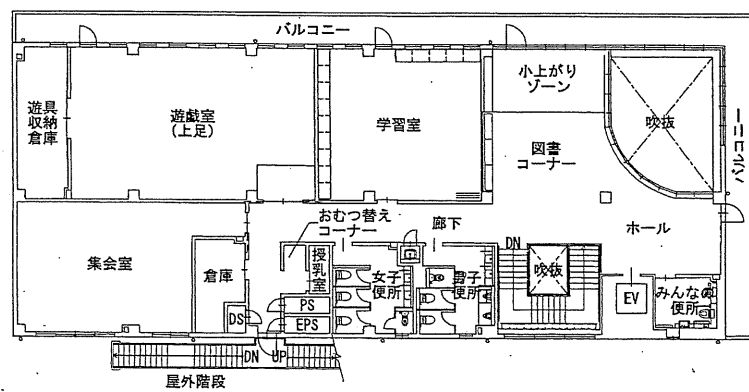 バルコニー
遊具
収納
倉庫
遊戯室
(上足)
学習室
小上がり
ゾーン
吹抜
バルコニー
図書
コーナー
おむつ替え
コーナー
廊下
ホール
集会室
倉庫
授乳室
女子
便所
男子
便所
DN
吹抜
EV
みんなの
便所
DS
PS
EPS
DN
UP
屋外階段